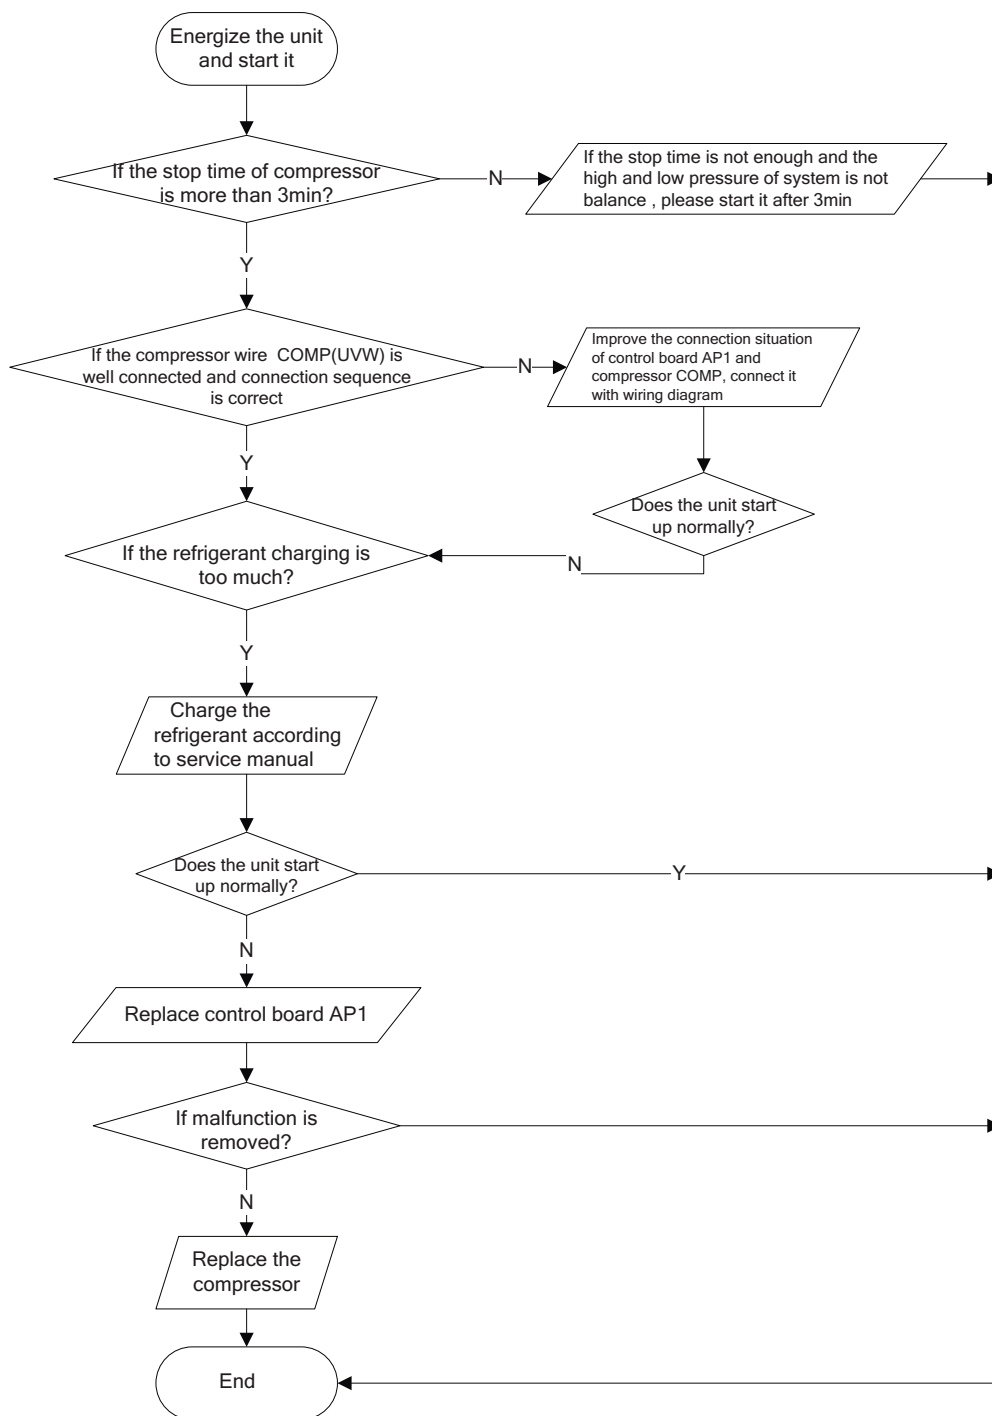 Energize the unit
and start it
If the stop time of compressor
is more than 3min?
N
If the stop time is not enough and the
high and low pressure of system is not
balance , please start it after 3min
Y
If the compressor wire COMP(UVW) is
well connected and connection sequence
is correct
N
Improve the connection situation
of control board AP1 and
compressor COMP, connect it
with wiring diagram
Y
Does the unit start
up normally?
N
If the refrigerant charging is
too much?
Y
Charge the
refrigerant according
to service manual
Does the unit start
up normally?
Y
N
Replace control board AP1
If malfunction is
removed?
N
Replace the
compressor
End